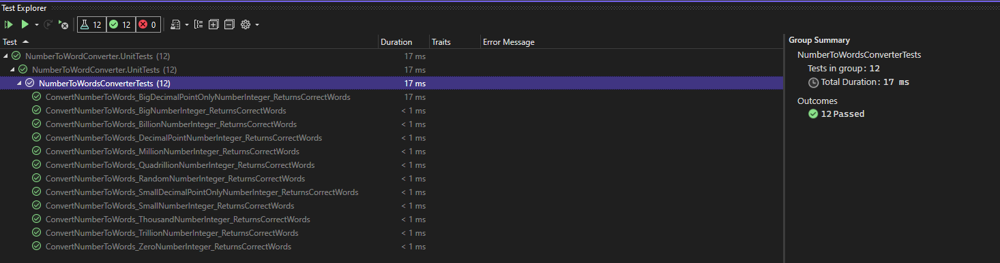 Test Explorer
12 12 0
Test Duration Traits Error Message
NumberToWordConverter.UnitTests (12) 17 ms
NumberToWordConverter.UnitTests (12) 17 ms
NumberToWordsConverterTests (12) 17 ms
ConvertNumberToWords_BigDecimalPointOnlyNumberInteger_ReturnsCorrectWords 17 ms
ConvertNumberToWords_BigNumberInteger_ReturnsCorrectWords < 1 ms
ConvertNumberToWords_BillionNumberInteger_ReturnsCorrectWords < 1 ms
ConvertNumberToWords_DecimalPointNumberInteger_ReturnsCorrectWords < 1 ms
ConvertNumberToWords_MillionNumberInteger_ReturnsCorrectWords < 1 ms
ConvertNumberToWords_QuadrillionNumberInteger_ReturnsCorrectWords < 1 ms
ConvertNumberToWords_RandomNumberInteger_ReturnsCorrectWords < 1 ms
ConvertNumberToWords_SmallDecimalPointOnlyNumberInteger_ReturnsCorrectWords < 1 ms
ConvertNumberToWords_SmallNumberInteger_ReturnsCorrectWords < 1 ms
ConvertNumberToWords_ThousandNumberInteger_ReturnsCorrectWords < 1 ms
ConvertNumberToWords_TrillionNumberInteger_ReturnsCorrectWords < 1 ms
ConvertNumberToWords_ZeroNumberInteger_ReturnsCorrectWords < 1 ms
Group Summary
NumberToWordsConverterTests
Tests in group: 12
Total Duration: 17 ms
Outcomes
12 Passed